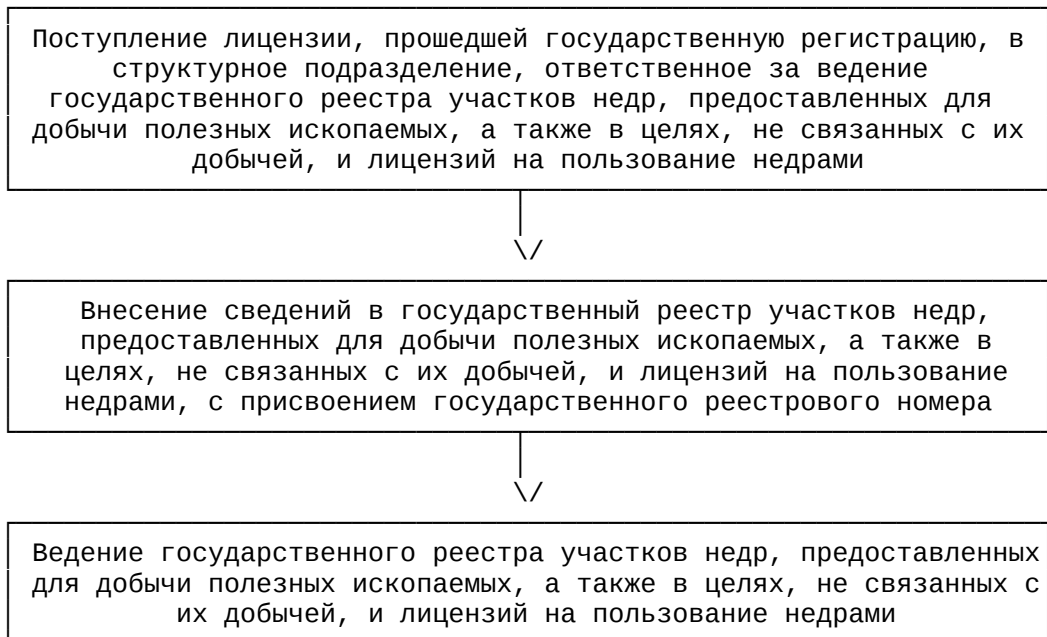 Поступление лицензии, прошедшей государственную регистрацию, в
структурное подразделение, ответственное за ведение
государственного реестра участков недр, предоставленных для
добычи полезных ископаемых, а также в целях, не связанных с их
добычей, и лицензий на пользование недрами
\/
Внесение сведений в государственный реестр участков недр,
предоставленных для добычи полезных ископаемых, а также в
целях, не связанных с их добычей, и лицензий на пользование
недрами, с присвоением государственного реестрового номера
\/
Ведение государственного реестра участков недр, предоставленных
для добычи полезных ископаемых, а также в целях, не связанных с
их добычей, и лицензий на пользование недрами